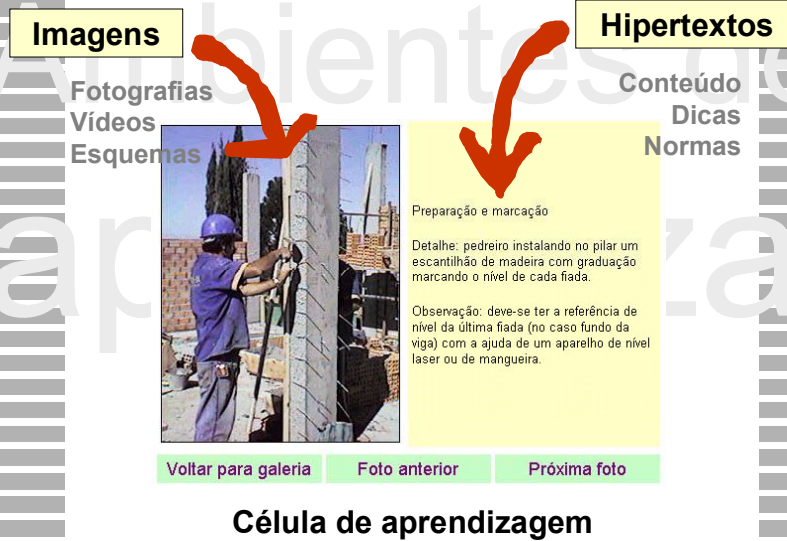 Ambientes de
aprendiza
Imagens
Hipertextos
Fotografias
Vídeos
Esquemas
Conteúdo
Dicas
Normas
Preparação e marcação
Detalhe: pedreiro instalando no pilar um
escantilhão de madeira com graduação
marcando o nível de cada fiada.
Observação: deve-se ter a referência de
nível da última fiada (no caso fundo da
viga) com a ajuda de um aparelho de nível
laser ou de mangueira.
Voltar para galeria
Foto anterior
Próxima foto
Célula de aprendizagem